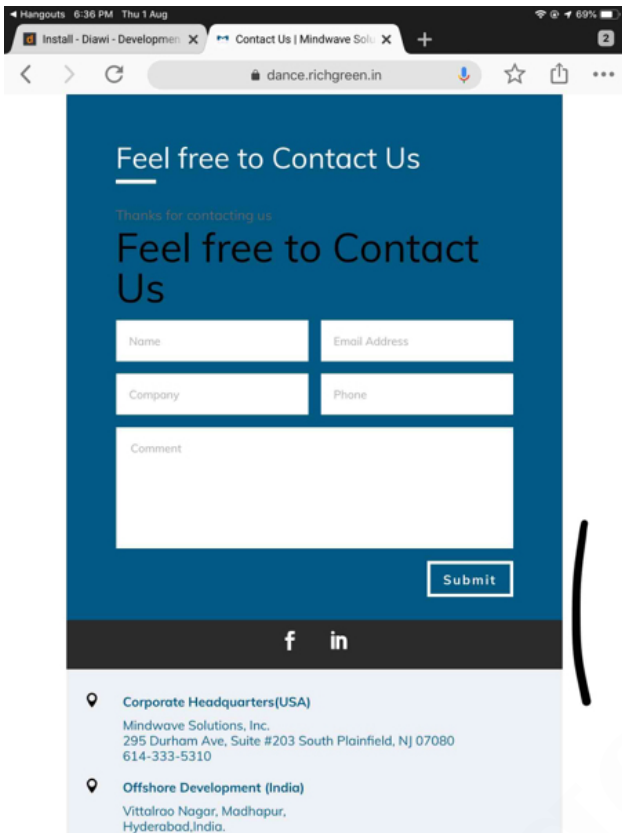 Hangouts 6:36 PM Thu 1 Aug 69%
Install - Diawi - Developmen Contact Us | Mindwave Solu 2
dance.richgreen.in
Feel free to Contact Us
Thanks for contacting us
Feel free to Contact
Us
Name Email Address
Company Phone
Comment
Submit
f in
Corporate Headquarters(USA)
Mindwave Solutions, Inc.
295 Durham Ave, Suite #203 South Plainfield, NJ 07080
614-333-5310
Offshore Development (India)
Vittalrao Nagar, Madhapur,
Hyderabad,India.